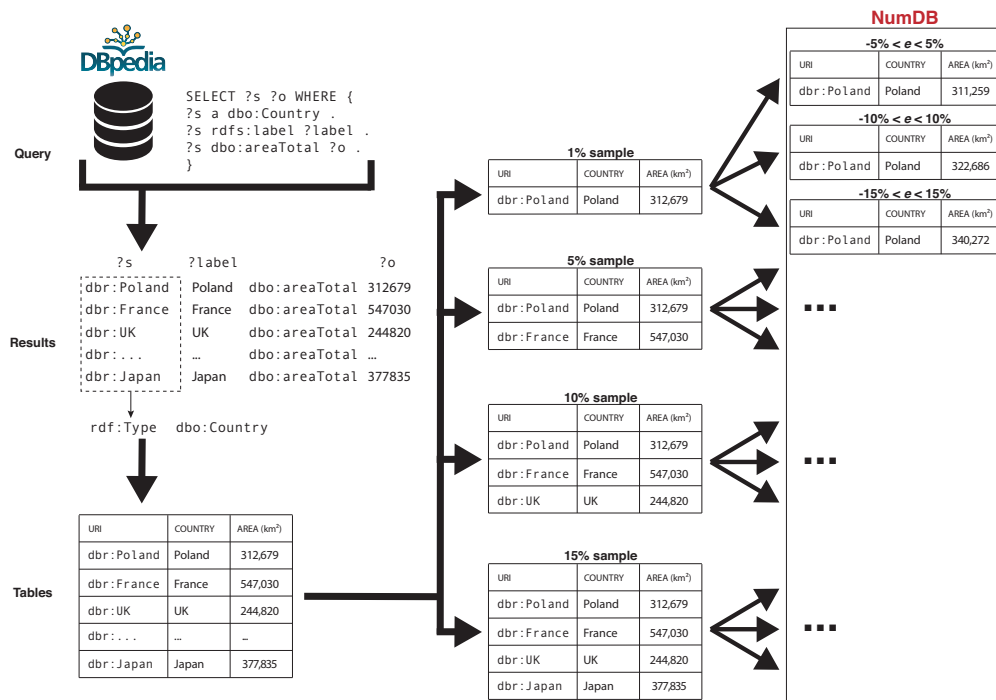 NumDB
DBpedia
SELECT ?s ?o WHERE {
?s a dbo:Country .
?s rdfs:label ?label .
?s dbo:areaTotal ?o .
}
Query
?s ?label ?o
dbr:Poland Poland dbo:areaTotal 312679
dbr:France France dbo:areaTotal 547030
dbr:UK UK dbo:areaTotal 244820
dbr:... ... dbo:areaTotal ...
dbr:Japan Japan dbo:areaTotal 377835
Results
rdf:Type dbo:Country
Tables
URI COUNTRY AREA (km²)
dbr:Poland Poland 312,679
dbr:France France 547,030
dbr:UK UK 244,820
dbr:... ... ...
dbr:Japan Japan 377,835
1% sample
URI COUNTRY AREA (km²)
dbr:Poland Poland 312,679
5% sample
URI COUNTRY AREA (km²)
dbr:Poland Poland 312,679
dbr:France France 547,030
10% sample
URI COUNTRY AREA (km²)
dbr:Poland Poland 312,679
dbr:France France 547,030
dbr:UK UK 244,820
15% sample
URI COUNTRY AREA (km²)
dbr:Poland Poland 312,679
dbr:France France 547,030
dbr:UK UK 244,820
dbr:Japan Japan 377,835
-5% < e < 5%
URI COUNTRY AREA (km²)
dbr:Poland Poland 311,259
-10% < e < 10%
URI COUNTRY AREA (km²)
dbr:Poland Poland 322,686
-15% < e < 15%
URI COUNTRY AREA (km²)
dbr:Poland Poland 340,272
...
...
...